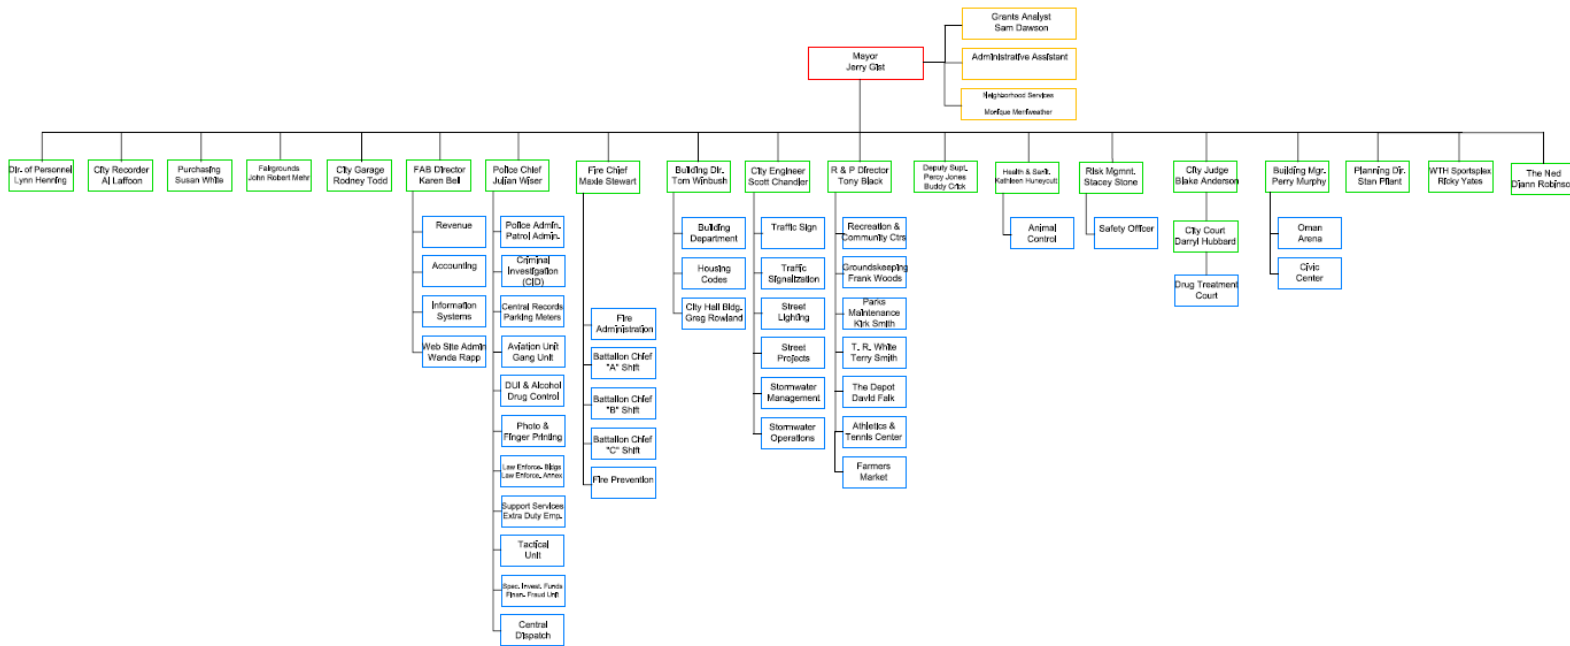 Grants Analyst
Sam Dawson
Mayor
Jerry Gist
Administrative Assistant
Neighborhood Services
Monique Merriweather
Dir. of Personnel
Lynn Henning
City Recorder
Al Laffoon
Purchasing
Susan White
Fairgrounds
John Robert Mehr
City Garage
Rodney Todd
FAB Director
Karen Bell
Police Chief
Julian Wiser
Fire Chief
Maxie Stewart
Building Dir.
Tom Winbush
City Engineer
Scott Chandler
R & P Director
Tony Black
Deputy Supt.
Percy Jones
Buddy Crick
Health & Sanit.
Kathleen Huneycutt
Risk Mgmnt.
Stacey Stone
City Judge
Blake Anderson
Building Mgr.
Perry Murphy
Planning Dir.
Stan Pilant
WTH Sportsplex
Ricky Yates
The Ned
Diann Robinso
Revenue
Accounting
Information
Systems
Web Site Admin
Wanda Rapp
Police Admin.
Patrol Admin.
Criminal
Investigation
(CID)
Central Records
Parking Meters
Aviation Unit
Gang Unit
DUI & Alcohol
Drug Control
Photo &
Finger Printing
Law Enforce. Bldgs
Law Enforce. Annex
Support Services
Extra Duty Emp.
Tactical
Unit
Spec. Invest. Funds
Finan. Fraud Unit
Central
Dispatch
Fire
Administration
Battalion Chief
"A" Shift
Battalion Chief
"B" Shift
Battalion Chief
"C" Shift
Fire Prevention
Building
Department
Housing
Codes
City Hall Bldg.
Greg Rowland
Traffic Sign
Traffic
Signalization
Street
Lighting
Street
Projects
Stormwater
Management
Stormwater
Operations
Recreation &
Community Ctrs
Groundskeeping
Frank Woods
Parks
Maintenance
Kirk Smith
T. R. White
Terry Smith
The Depot
David Falk
Athletics &
Tennis Center
Farmers
Market
Animal
Control
Safety Officer
City Court
Darryl Hubbard
Drug Treatment
Court
Oman
Arena
Civic
Center